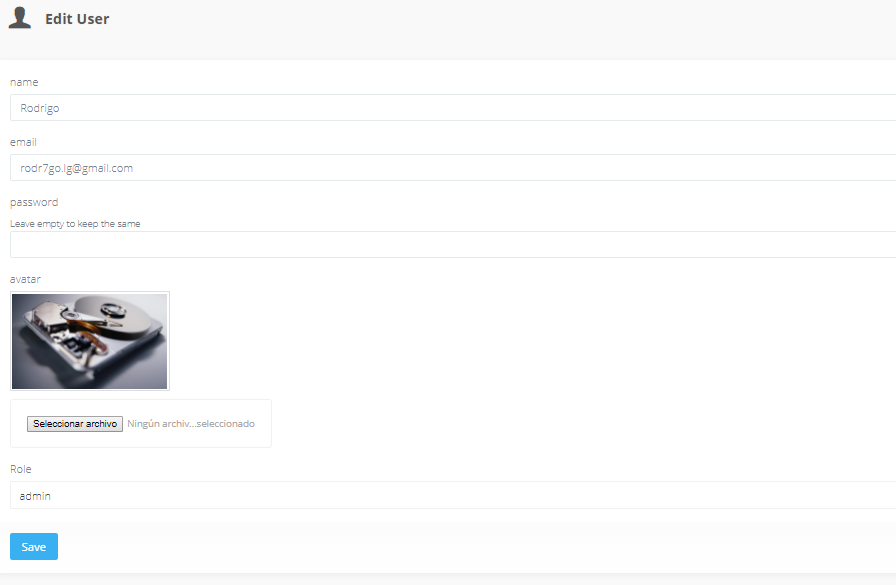 Edit User
name
Rodrigo
email
rodr7go.lg@gmail.com
password
Leave empty to keep the same
avatar
Seleccionar archivo Ningún archiv...seleccionado
Role
admin
Save